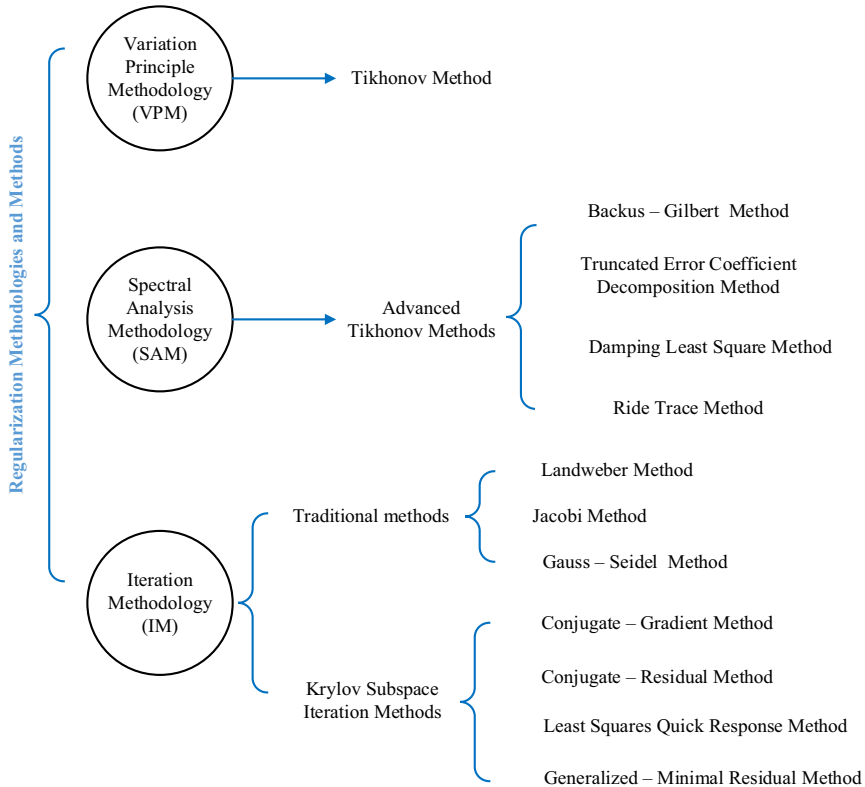 Regularization Methodologies and Methods
Variation
Principle
Methodology
(VPM)
Tikhonov Method
Spectral
Analysis
Methodology
(SAM)
Advanced
Tikhonov Methods
Backus – Gilbert Method
Truncated Error Coefficient
Decomposition Method
Damping Least Square Method
Ride Trace Method
Iteration
Methodology
(IM)
Traditional methods
Landweber Method
Jacobi Method
Gauss – Seidel Method
Krylov Subspace
Iteration Methods
Conjugate – Gradient Method
Conjugate – Residual Method
Least Squares Quick Response Method
Generalized – Minimal Residual Method